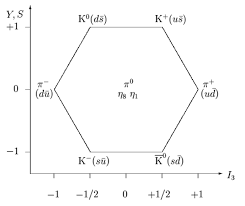 Y, S
K⁰(ds̄) K⁺(us̄)
+1
π⁻ π⁰ π⁺
0
(dū) η₈ η₁ (ud̄)
−1
K⁻(sū) K̅⁰(sd̄)
I₃
−1 −1/2 0 +1/2 +1